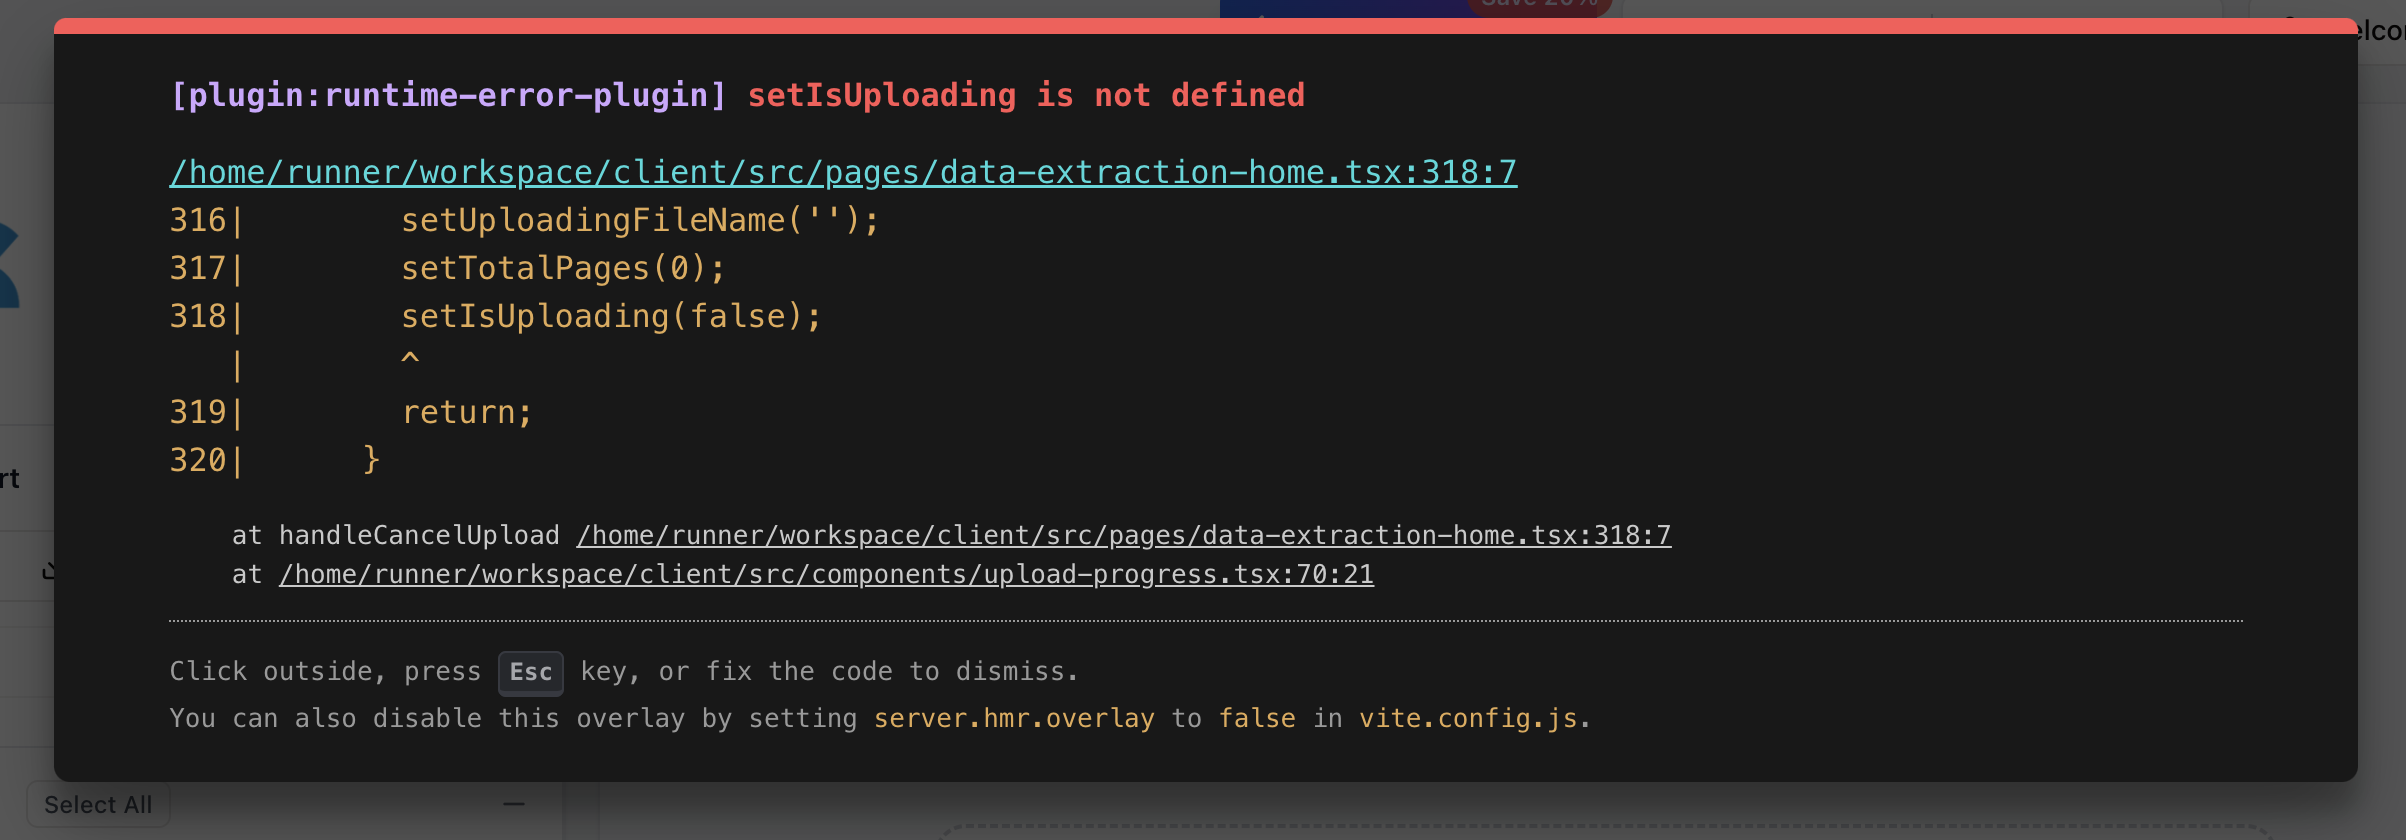 Save 20%
[plugin:runtime-error-plugin] setIsUploading is not defined
/home/runner/workspace/client/src/pages/data-extraction-home.tsx:318:7
316|        setUploadingFileName('');
317|        setTotalPages(0);
318|        setIsUploading(false);
   |        ^
319|        return;
320|      }
at handleCancelUpload /home/runner/workspace/client/src/pages/data-extraction-home.tsx:318:7
at /home/runner/workspace/client/src/components/upload-progress.tsx:70:21
Click outside, press Esc key, or fix the code to dismiss.
You can also disable this overlay by setting server.hmr.overlay to false in vite.config.js.
Select All